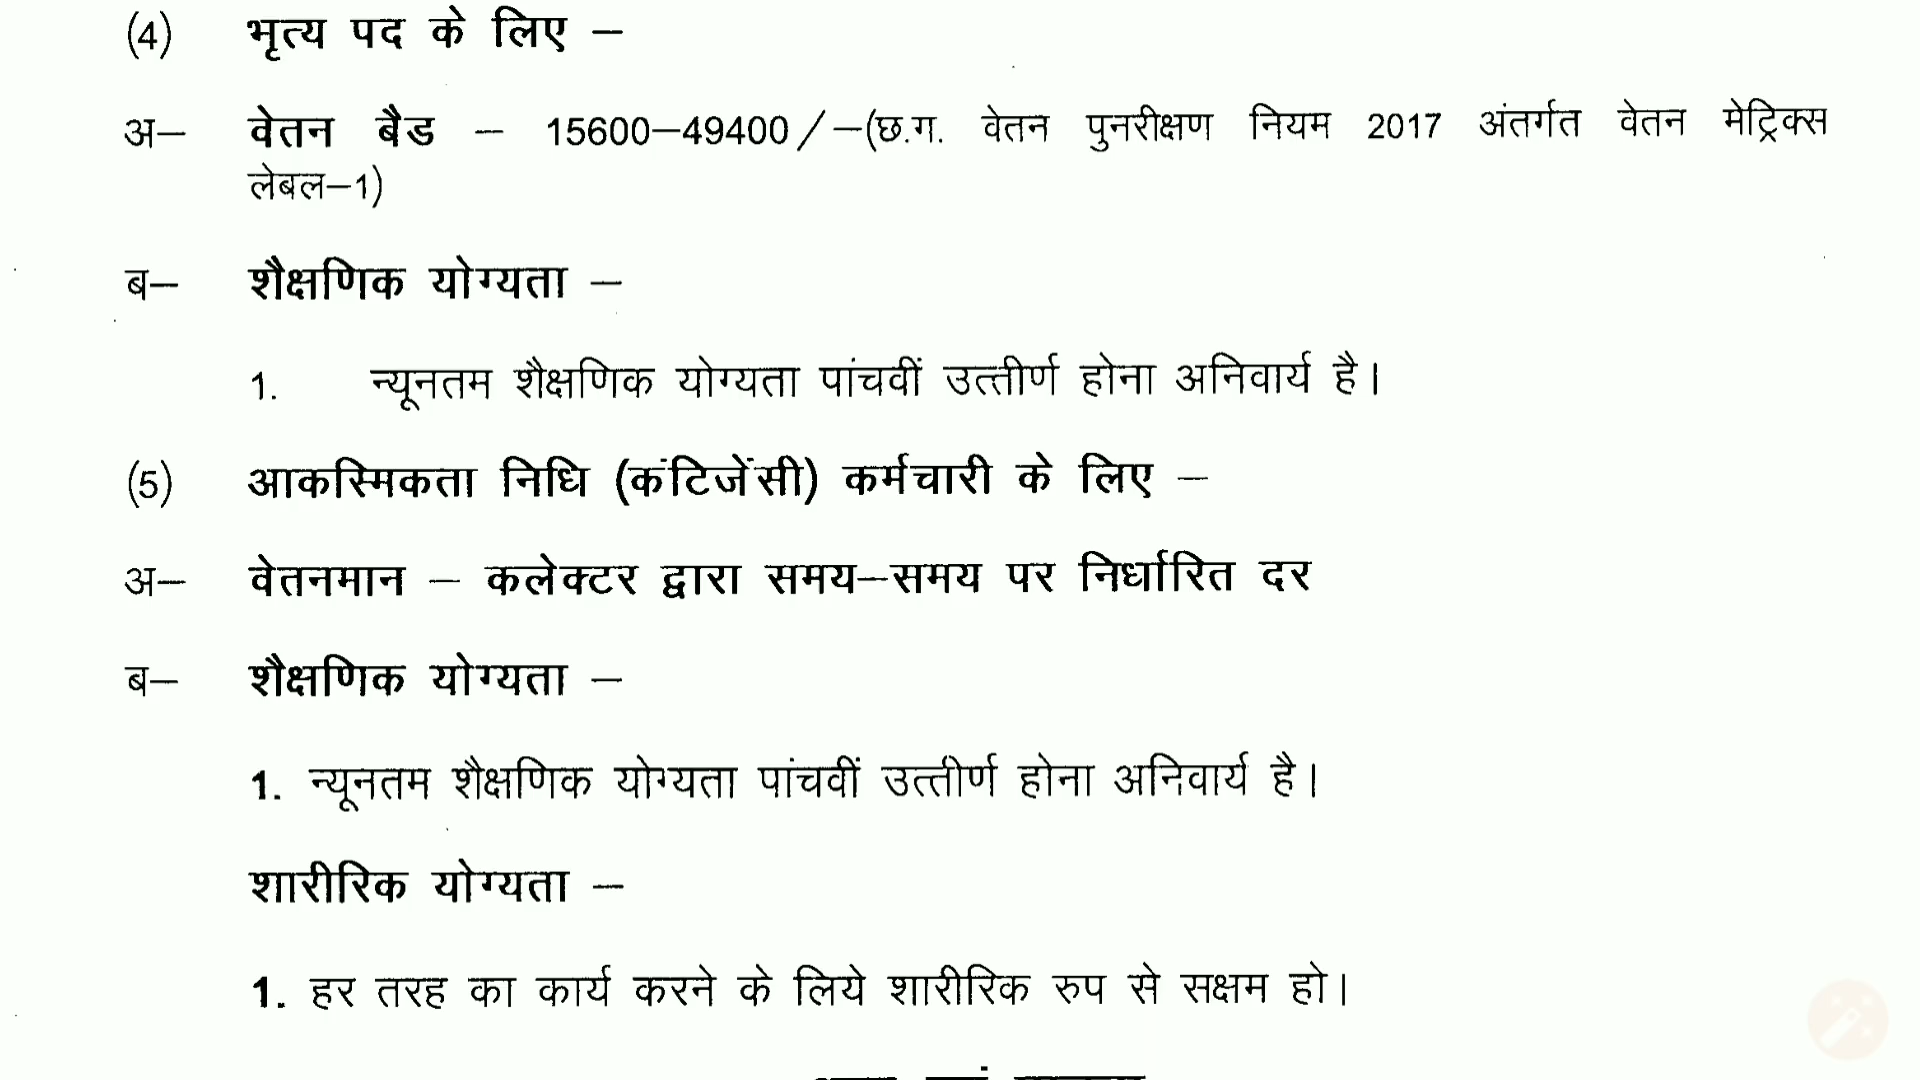 (4) भृत्य पद के लिए –
अ– वेतन बैड – 15600–49400/–(छ.ग. वेतन पुनरीक्षण नियम 2017 अंतर्गत वेतन मेट्रिक्स
लेबल–1)
ब– शैक्षणिक योग्यता –
1. न्यूनतम शैक्षणिक योग्यता पांचवीं उत्तीर्ण होना अनिवार्य है।
(5) आकस्मिकता निधि (कंटिजेंसी) कर्मचारी के लिए –
अ– वेतनमान – कलेक्टर द्वारा समय–समय पर निर्धारित दर
ब– शैक्षणिक योग्यता –
1. न्यूनतम शैक्षणिक योग्यता पांचवीं उत्तीर्ण होना अनिवार्य है।
शारीरिक योग्यता –
1. हर तरह का कार्य करने के लिये शारीरिक रुप से सक्षम हो।